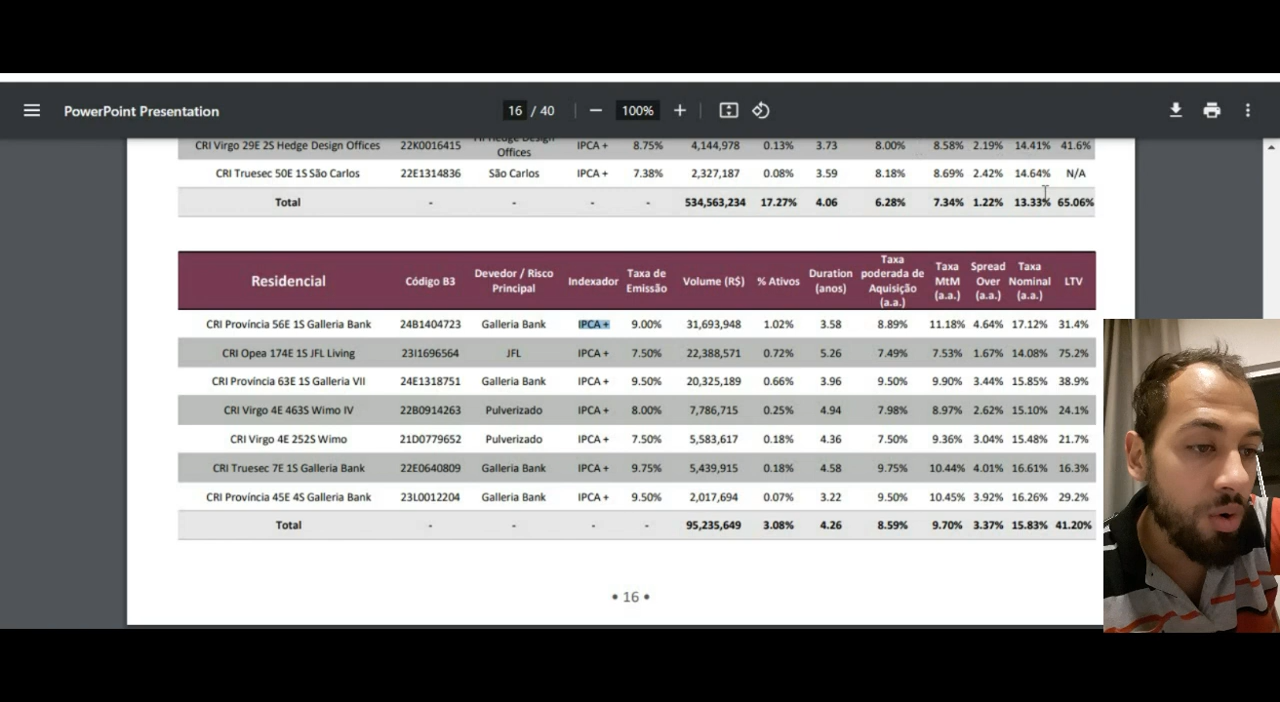 PowerPoint Presentation 16 / 40 100%
CRI Virgo 29E 2S Hedge Design Offices 22K0016415 Offices IPCA + 8.75% 4,144,978 0.13% 3.73 8.00% 8.58% 2.19% 14.41% 41.6%
CRI Truesec 50E 1S São Carlos 22E1314836 São Carlos IPCA + 7.38% 2,327,187 0.08% 3.59 8.18% 8.69% 2.42% 14.64% N/A
Total - - - - 534,563,234 17.27% 4.06 6.28% 7.34% 1.22% 13.33% 65.06%
Residencial Código B3 Devedor / Risco Principal Indexador Taxa de Emissão Volume (R$) % Ativos Duration (anos) Taxa poderada de Aquisição (a.a.) Taxa MtM (a.a.) Spread Over (a.a.) Taxa Nominal (a.a.) LTV
CRI Província 56E 1S Galleria Bank 24B1404723 Galleria Bank IPCA + 9.00% 31,693,948 1.02% 3.58 8.89% 11.18% 4.64% 17.12% 31.4%
CRI Opea 174E 1S JFL Living 23I1696564 JFL IPCA + 7.50% 22,388,571 0.72% 5.26 7.49% 7.53% 1.67% 14.08% 75.2%
CRI Província 63E 1S Galleria VII 24E1318751 Galleria Bank IPCA + 9.50% 20,325,189 0.66% 3.96 9.50% 9.90% 3.44% 15.85% 38.9%
CRI Virgo 4E 463S Wimo IV 22B0914263 Pulverizado IPCA + 8.00% 7,786,715 0.25% 4.94 7.98% 8.97% 2.62% 15.10% 24.1%
CRI Virgo 4E 252S Wimo 21D0779652 Pulverizado IPCA + 7.50% 5,583,617 0.18% 4.36 7.50% 9.36% 3.04% 15.48% 21.7%
CRI Truesec 7E 1S Galleria Bank 22E0640809 Galleria Bank IPCA + 9.75% 5,439,915 0.18% 4.58 9.75% 10.44% 4.01% 16.61% 16.3%
CRI Província 45E 4S Galleria Bank 23L0012204 Galleria Bank IPCA + 9.50% 2,017,694 0.07% 3.22 9.50% 10.45% 3.92% 16.26% 29.2%
Total - - - - 95,235,649 3.08% 4.26 8.59% 9.70% 3.37% 15.83% 41.20%
• 16 •